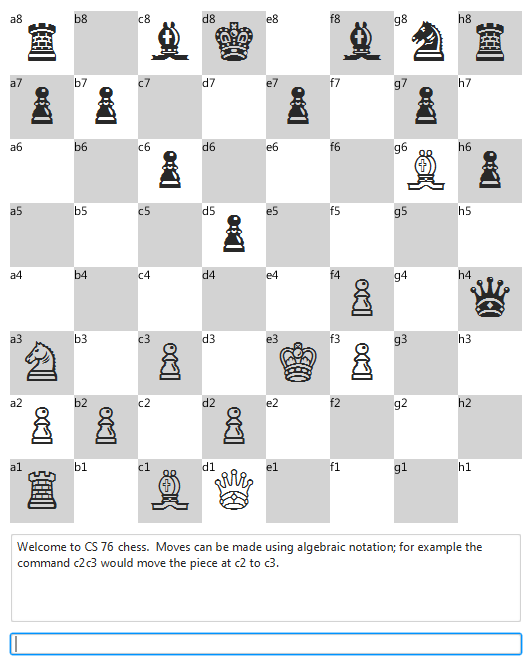 a8 b8 c8 d8 e8 f8 g8 h8
a7 b7 c7 d7 e7 f7 g7 h7
a6 b6 c6 d6 e6 f6 g6 h6
a5 b5 c5 d5 e5 f5 g5 h5
a4 b4 c4 d4 e4 f4 g4 h4
a3 b3 c3 d3 e3 f3 g3 h3
a2 b2 c2 d2 e2 f2 g2 h2
a1 b1 c1 d1 e1 f1 g1 h1
Welcome to CS 76 chess. Moves can be made using algebraic notation; for example the
command c2c3 would move the piece at c2 to c3.